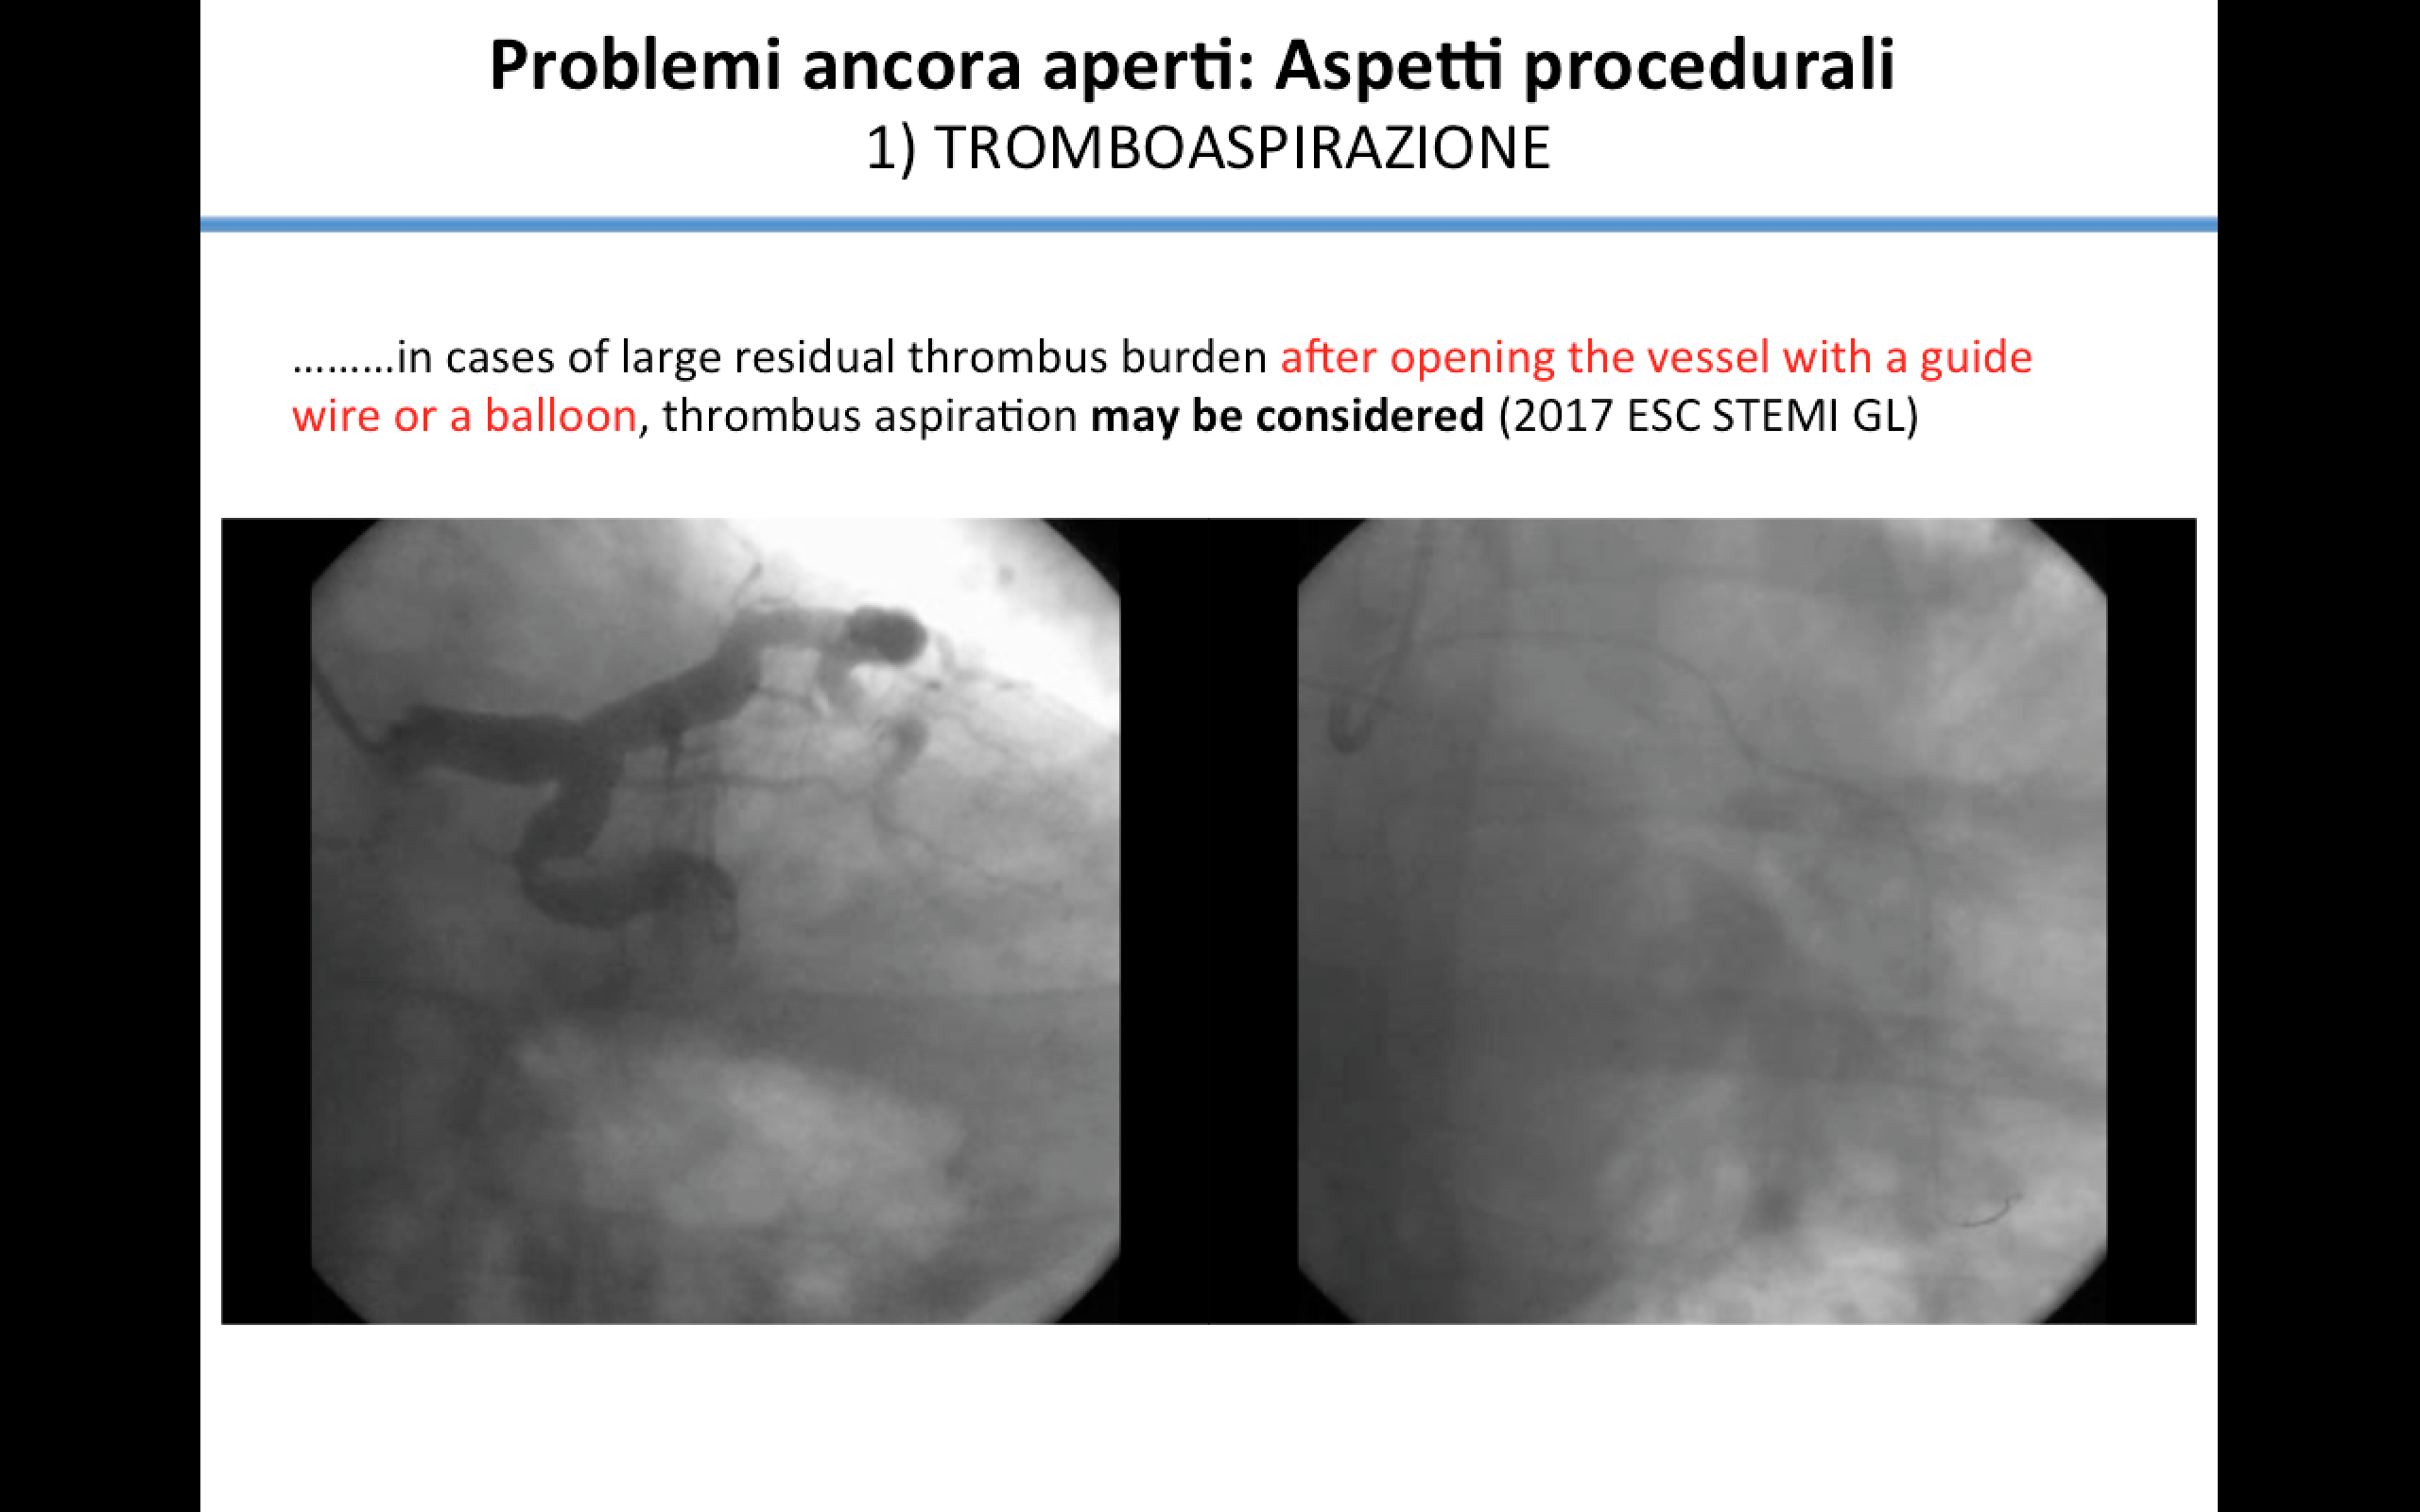 Problemi ancora aperti: Aspetti procedurali
1) TROMBOASPIRAZIONE
.........in cases of large residual thrombus burden after opening the vessel with a guide
wire or a balloon, thrombus aspiration may be considered (2017 ESC STEMI GL)